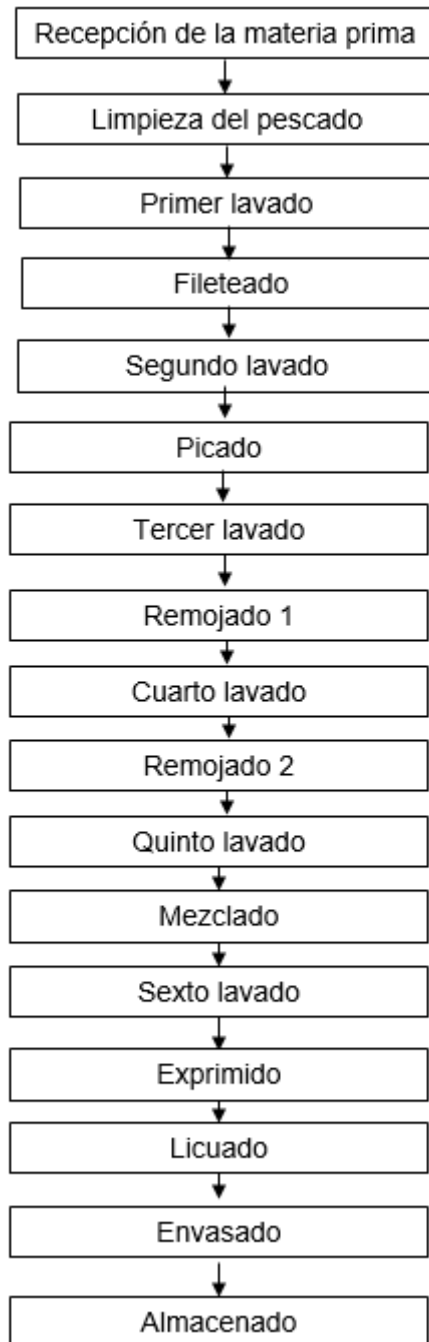 Recepción de la materia prima
Limpieza del pescado
Primer lavado
Fileteado
Segundo lavado
Picado
Tercer lavado
Remojado 1
Cuarto lavado
Remojado 2
Quinto lavado
Mezclado
Sexto lavado
Exprimido
Licuado
Envasado
Almacenado